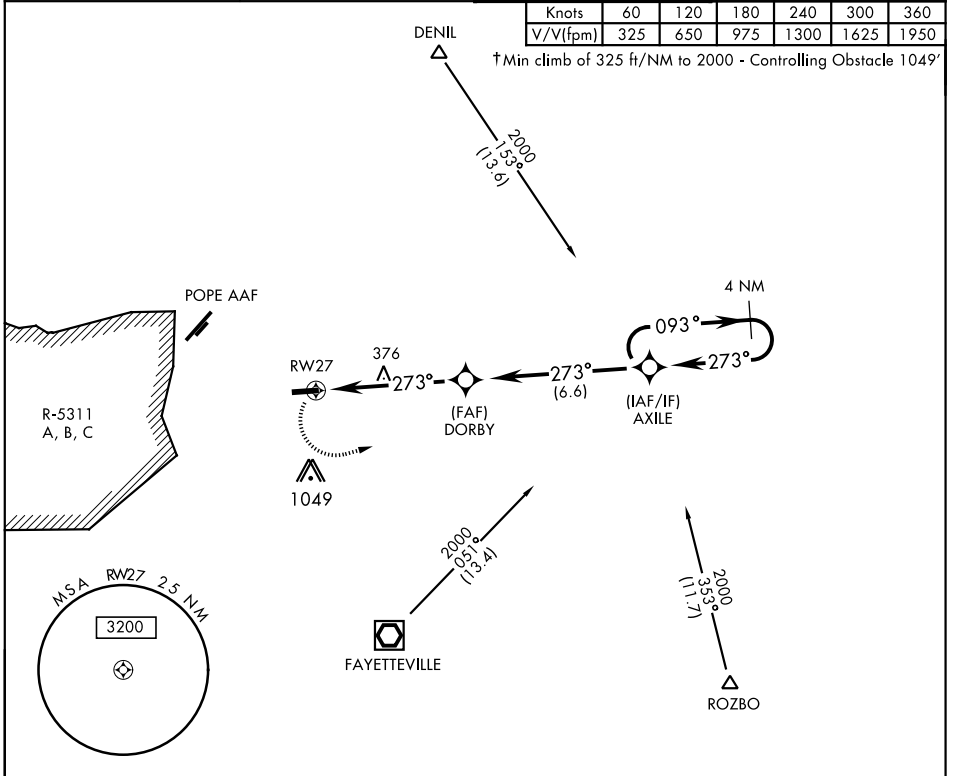 Knots 60 120 180 240 300 360
V/V(fpm) 325 650 975 1300 1625 1950
†Min climb of 325 ft/NM to 2000 - Controlling Obstacle 1049'
DENIL
2000
153°
(13.6)
POPE AAF
4 NM
093°
273°
376
RW27
273°
273°
(6.6)
(IAF/IF)
AXILE
(FAF)
DORBY
R-5311
A, B, C
1049
2000
051°
(13.4)
2000
353°
(11.7)
MSA RW27 25 NM
3200
FAYETTEVILLE
ROZBO